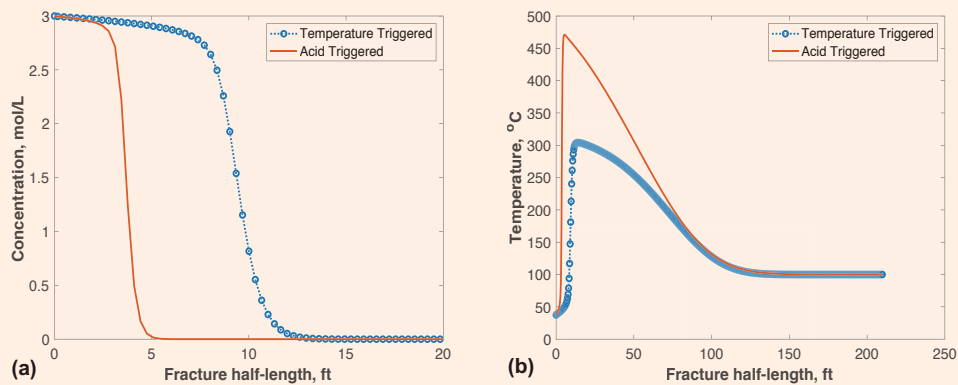 3
2.5
2
1.5
1
0.5
0
Concentration, mol/L
Temperature Triggered
Acid Triggered
0 5 10 15 20
Fracture half-length, ft
(a)
500
450
400
350
300
250
200
150
100
50
0
Temperature, °C
Temperature Triggered
Acid Triggered
0 50 100 150 200 250
Fracture half-length, ft
(b)